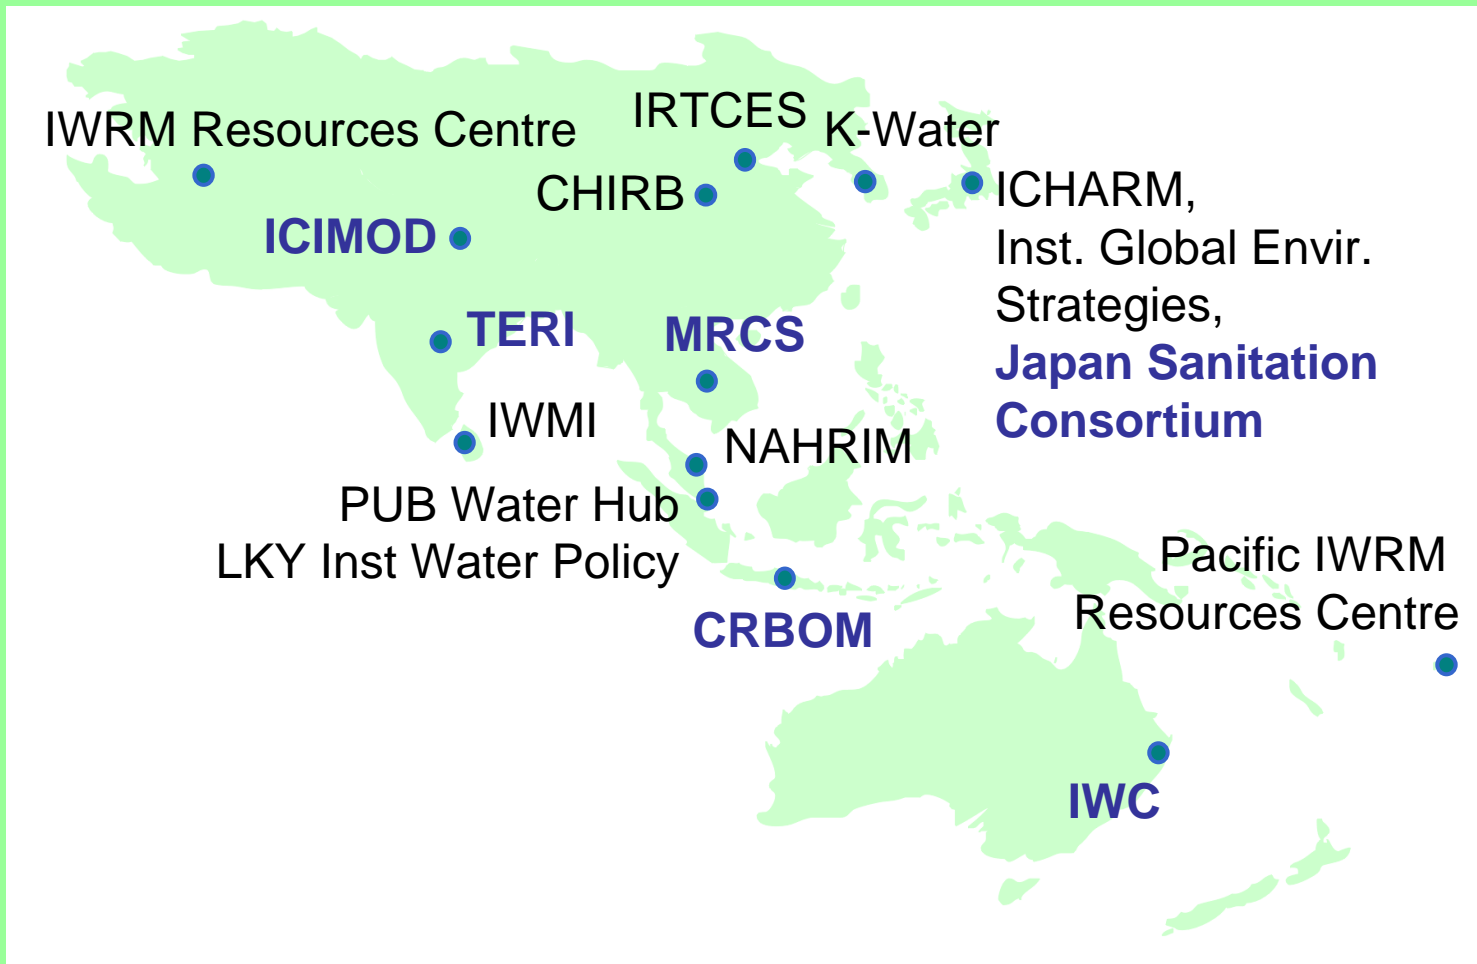 IRTCES
IWRM Resources Centre
K-Water
CHIRB
ICHARM,
Inst. Global Envir.
Strategies,
Japan Sanitation
Consortium
ICIMOD
TERI
MRCS
IWMI
NAHRIM
PUB Water Hub
LKY Inst Water Policy
Pacific IWRM
Resources Centre
CRBOM
IWC